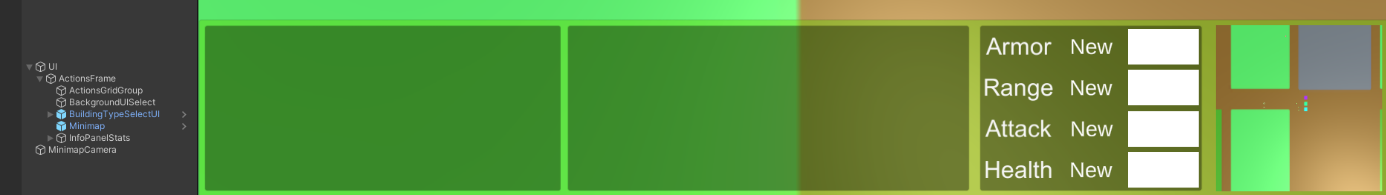 UI
ActionsFrame
ActionsGridGroup
BackgroundUISelect
BuildingTypeSelectUI
Minimap
InfoPanelStats
MinimapCamera
Armor New
Range New
Attack New
Health New